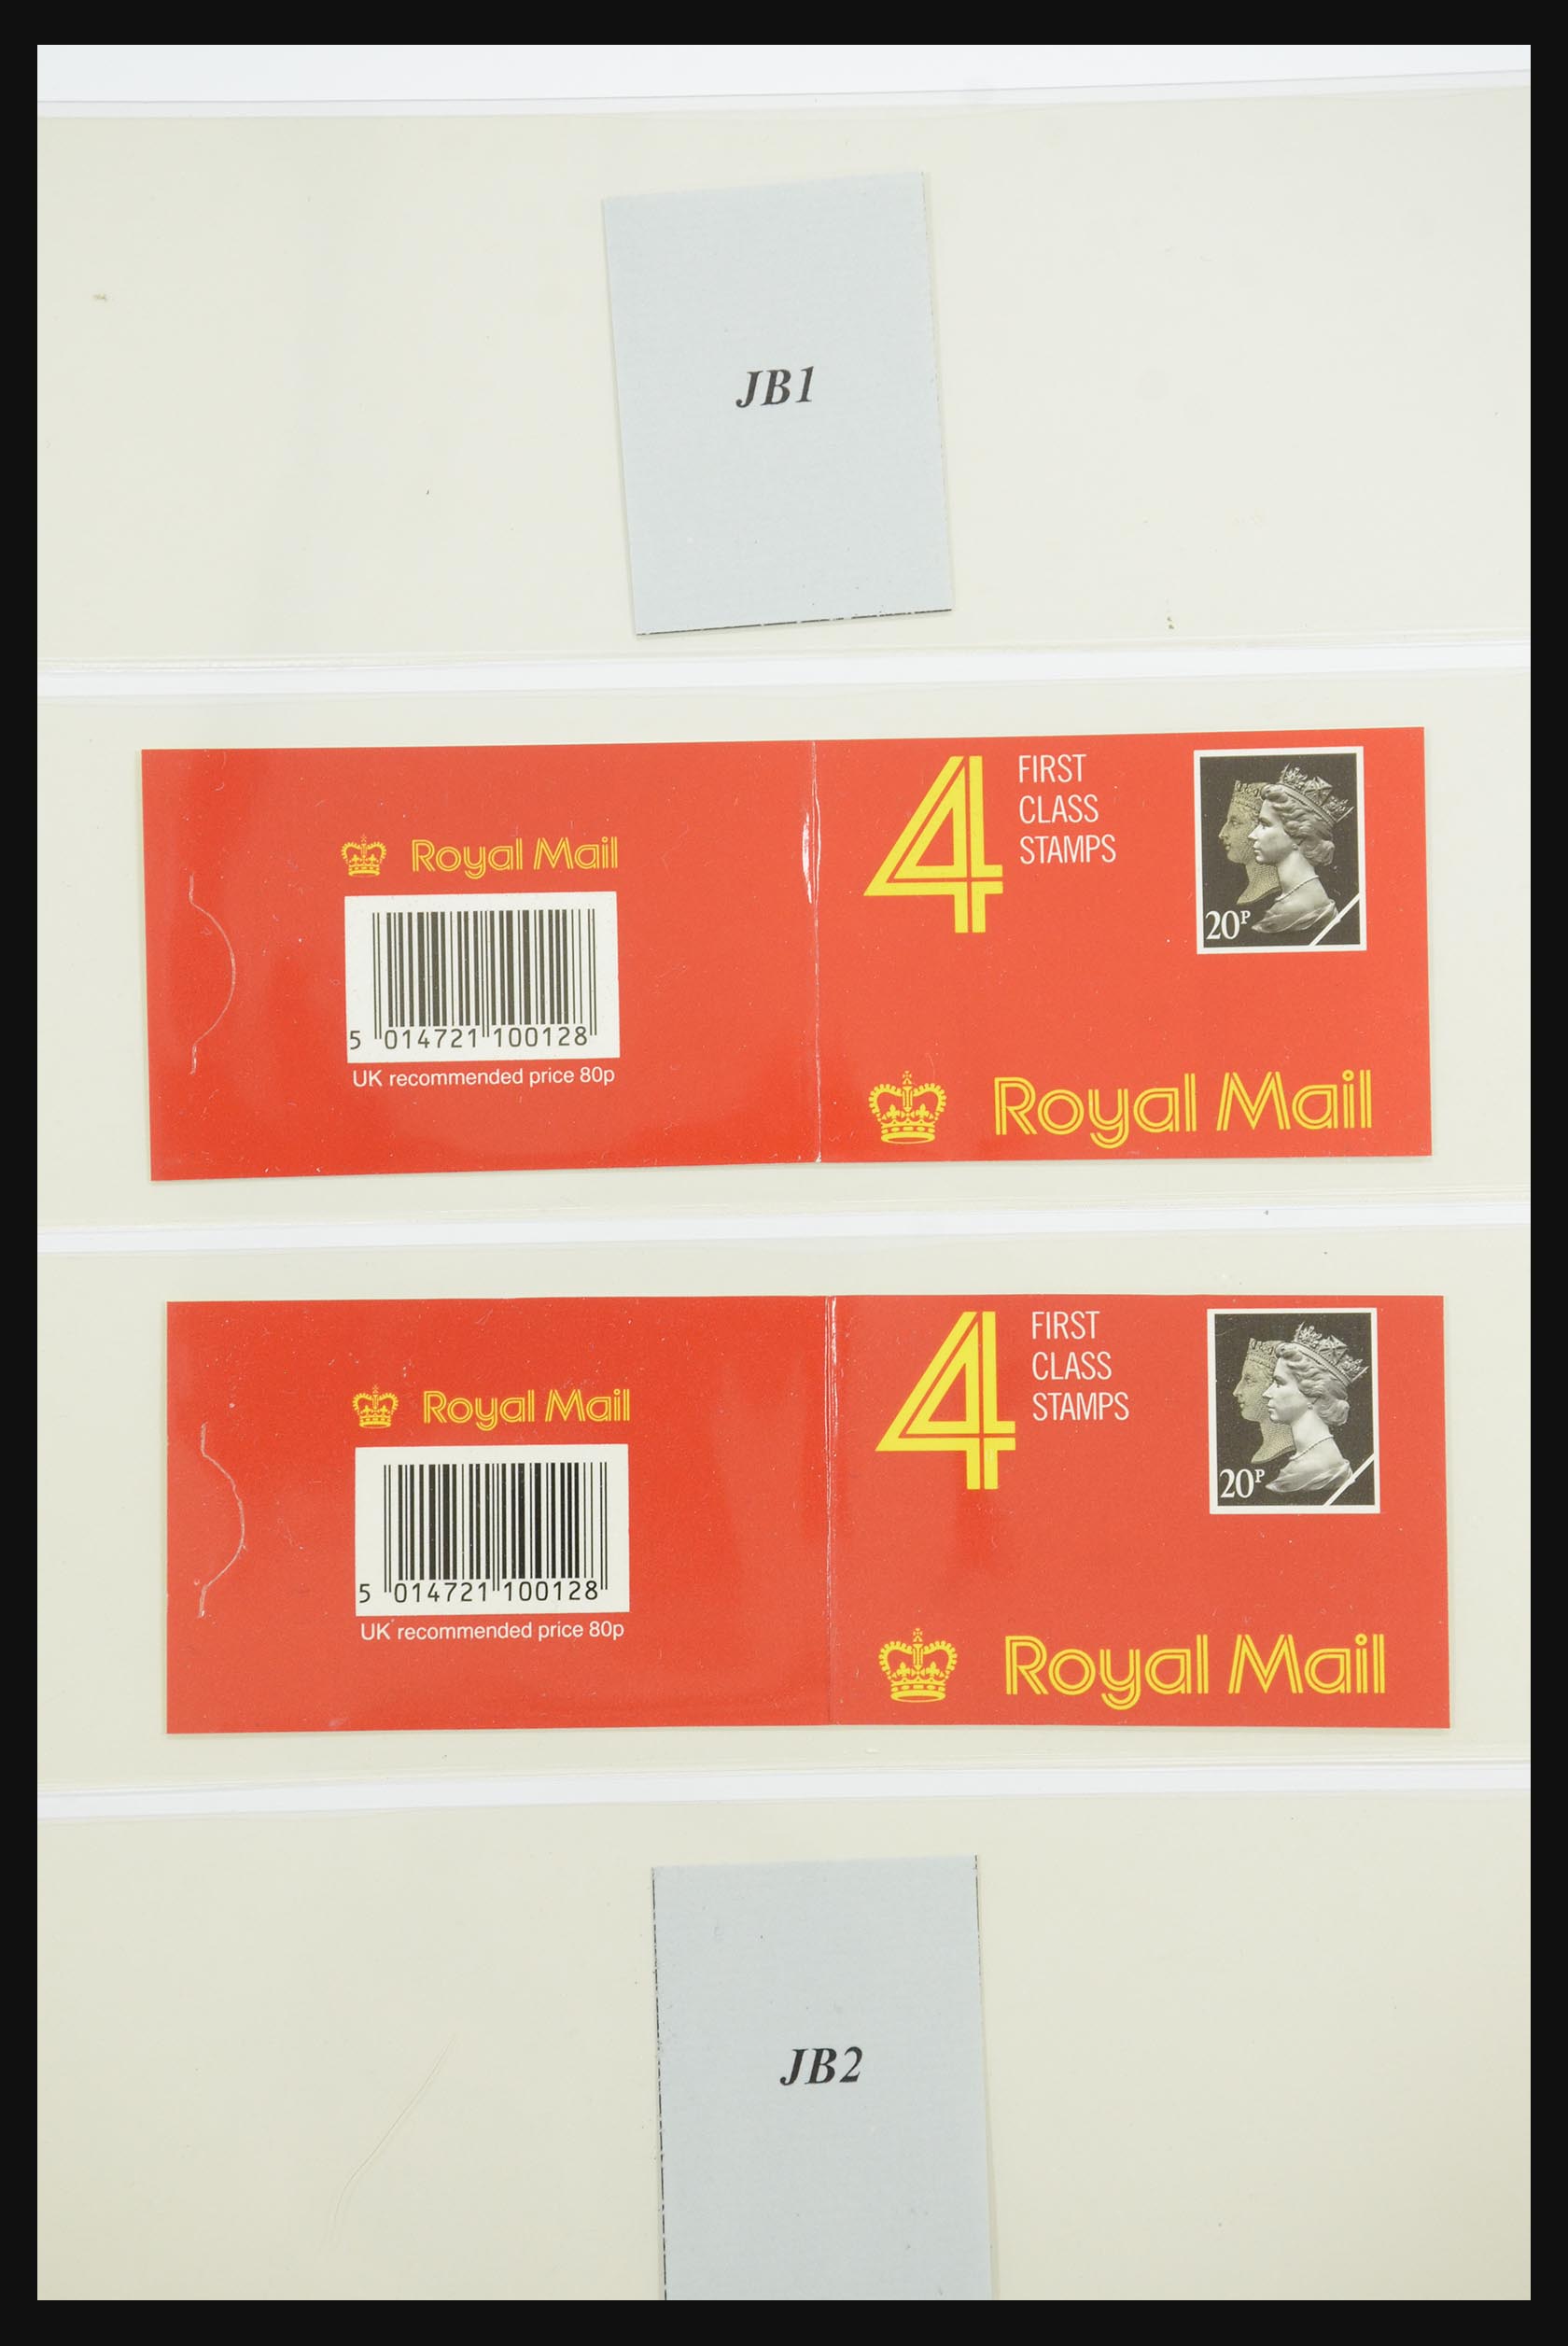 JB1
Royal Mail
5 014721 100128
UK recommended price 80p
4
FIRST
CLASS
STAMPS
20P
Royal Mail
Royal Mail
5 014721 100128
UK recommended price 80p
4
FIRST
CLASS
STAMPS
20P
Royal Mail
JB2